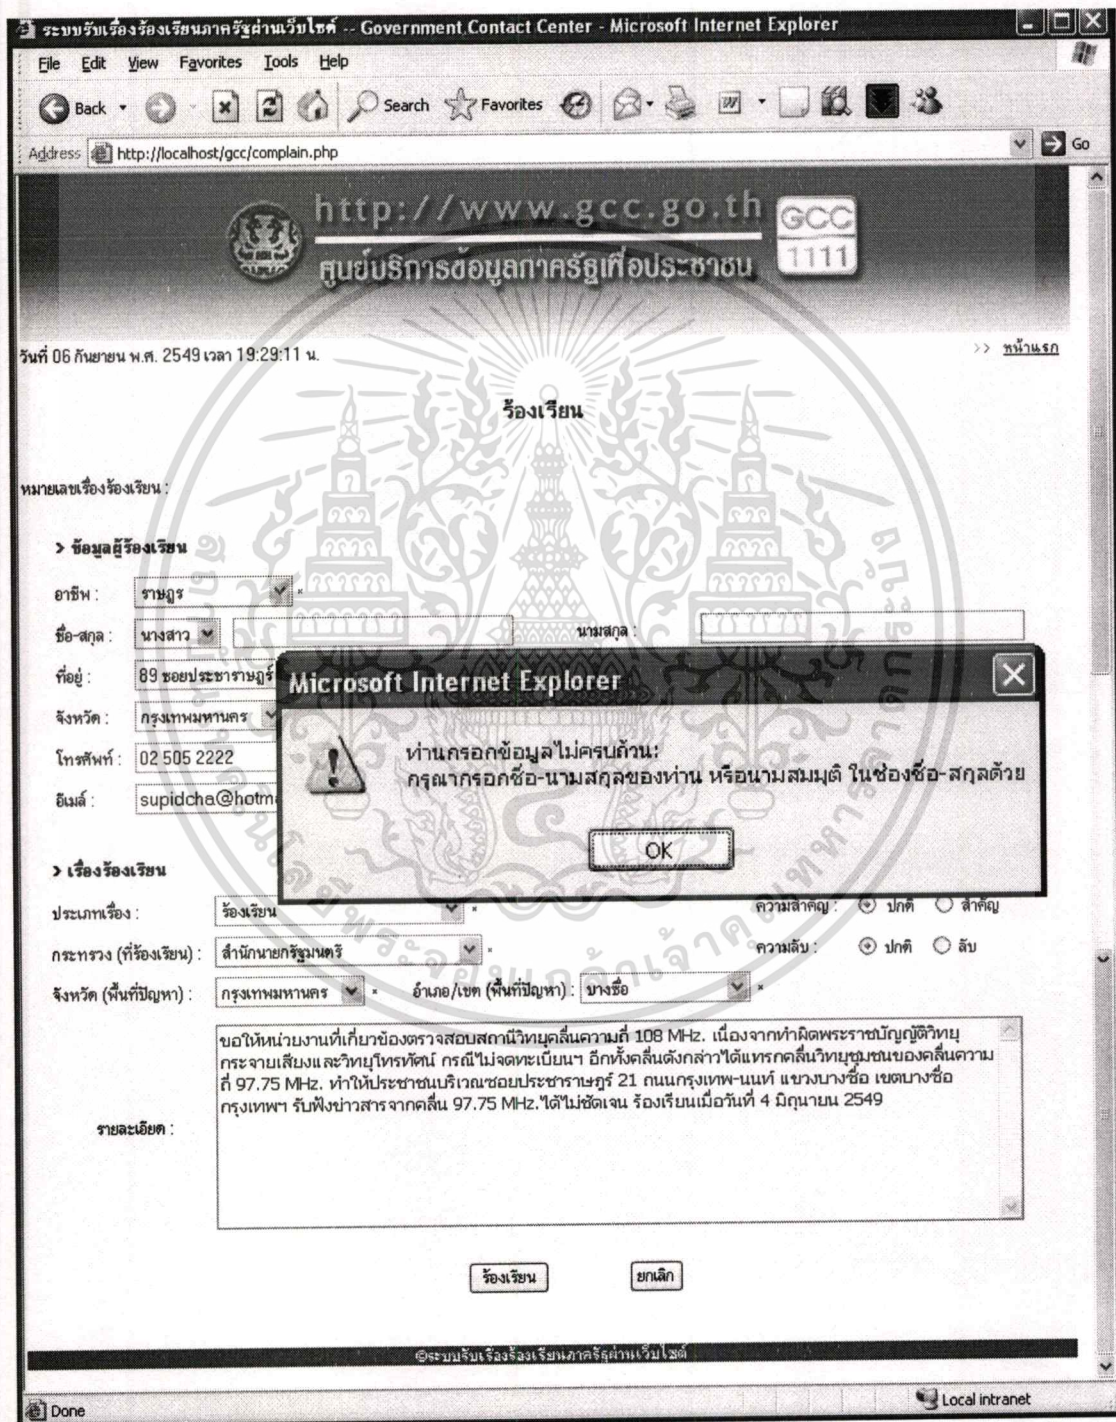 ระบบรับเรื่องร้องเรียนภาครัฐผ่านเว็บไซต์ -- Government Contact Center - Microsoft Internet Explorer
File Edit View Favorites Tools Help
Back Search Favorites
Address http://localhost/gcc/complain.php Go
http://www.gcc.go.th GCC
ศูนย์บริการข้อมูลภาครัฐเพื่อประชาชน 1111
วันที่ 06 กันยายน พ.ศ. 2549 เวลา 19:29:11 น. >> หน้าแรก
ร้องเรียน
หมายเลขเรื่องร้องเรียน :
> ข้อมูลผู้ร้องเรียน
อาชีพ : ราษฎร *
ชื่อ-สกุล : นางสาว นามสกุล :
ที่อยู่ : 89 ซอยประชาราษฎร์
จังหวัด : กรุงเทพมหานคร
โทรศัพท์ : 02 505 2222
อีเมล์ : supidcha@hotm
Microsoft Internet Explorer
ท่านกรอกข้อมูลไม่ครบถ้วน:
กรุณากรอกชื่อ-นามสกุลของท่าน หรือนามสมมุติ ในช่องชื่อ-สกุลด้วย
OK
> เรื่องร้องเรียน
ประเภทเรื่อง : ร้องเรียน * ความสำคัญ : ปกติ สำคัญ
กระทรวง (ที่ร้องเรียน) : สำนักนายกรัฐมนตรี * ความลับ : ปกติ ลับ
จังหวัด (พื้นที่ปัญหา) : กรุงเทพมหานคร * อำเภอ/เขต (พื้นที่ปัญหา) : บางซื่อ *
รายละเอียด :
ขอให้หน่วยงานที่เกี่ยวข้องตรวจสอบสถานีวิทยุคลื่นความถี่ 108 MHz. เนื่องจากทำผิดพระราชบัญญัติวิทยุ
กระจายเสียงและวิทยุโทรทัศน์ กรณีไม่จดทะเบียนฯ อีกทั้งคลื่นดังกล่าวได้แทรกคลื่นวิทยุชุมชนของคลื่นความ
ถี่ 97.75 MHz. ทำให้ประชาชนบริเวณซอยประชาราษฎร์ 21 ถนนกรุงเทพ-นนท์ แขวงบางซื่อ เขตบางซื่อ
กรุงเทพฯ รับฟังข่าวสารจากคลื่น 97.75 MHz.ได้ไม่ชัดเจน ร้องเรียนเมื่อวันที่ 4 มิถุนายน 2549
ร้องเรียน ยกเลิก
©ระบบรับเรื่องร้องเรียนภาครัฐผ่านเว็บไซต์
Done Local intranet